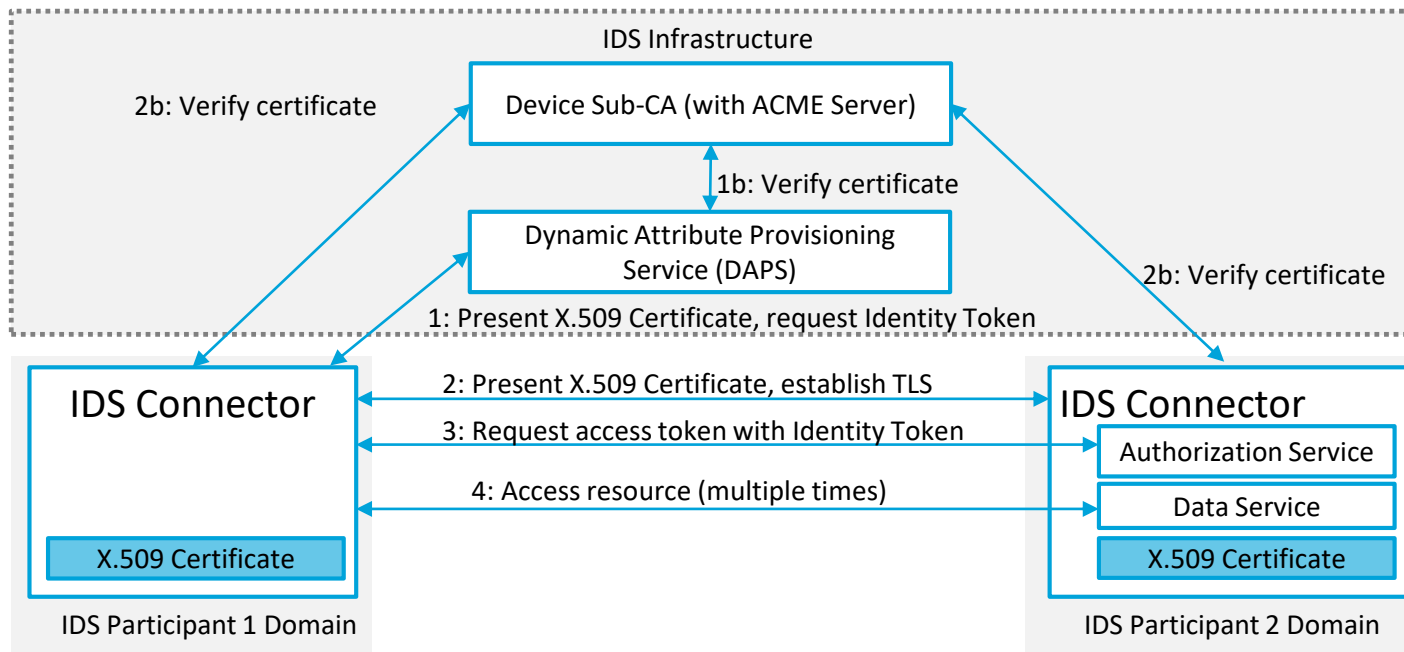 IDS Infrastructure
2b: Verify certificate
Device Sub-CA (with ACME Server)
1b: Verify certificate
Dynamic Attribute Provisioning
Service (DAPS)
2b: Verify certificate
1: Present X.509 Certificate, request Identity Token
IDS Connector
2: Present X.509 Certificate, establish TLS
IDS Connector
3: Request access token with Identity Token
Authorization Service
4: Access resource (multiple times)
Data Service
X.509 Certificate
X.509 Certificate
IDS Participant 1 Domain
IDS Participant 2 Domain